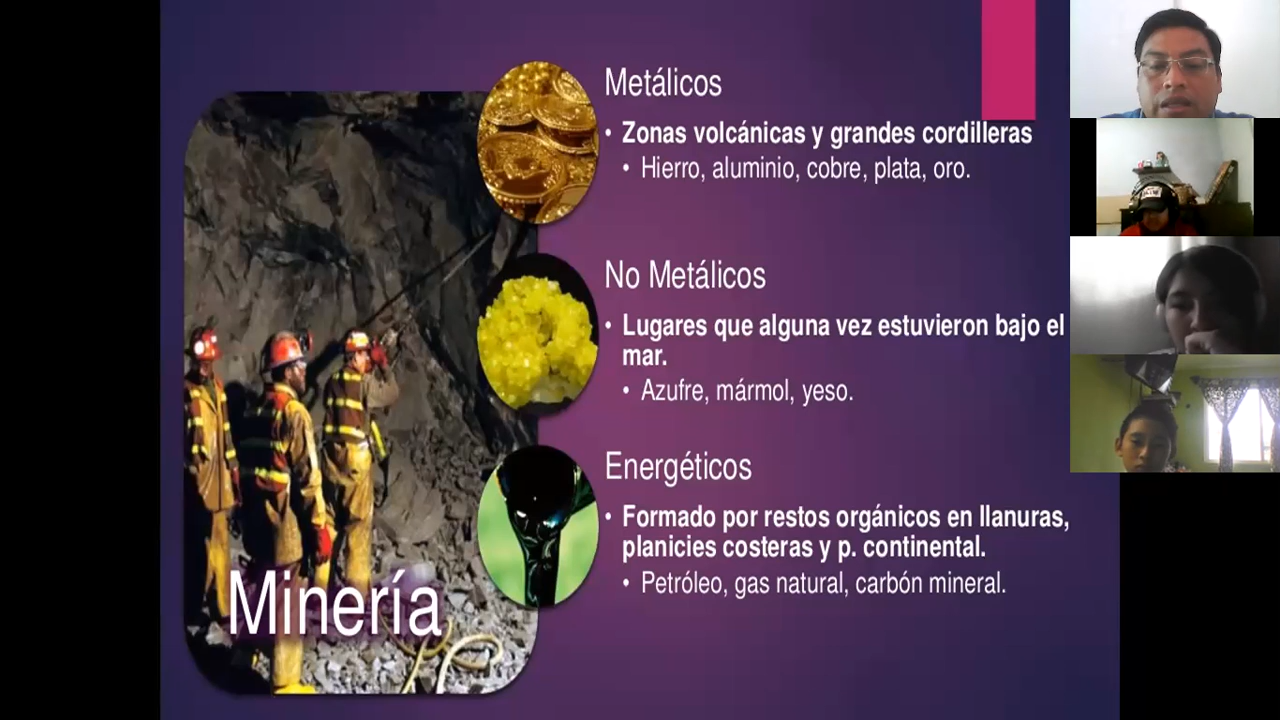 Metálicos
• Zonas volcánicas y grandes cordilleras
• Hierro, aluminio, cobre, plata, oro.
No Metálicos
• Lugares que alguna vez estuvieron bajo el
mar.
• Azufre, mármol, yeso.
Energéticos
• Formado por restos orgánicos en llanuras,
planicies costeras y p. continental.
• Petróleo, gas natural, carbón mineral.
Minería